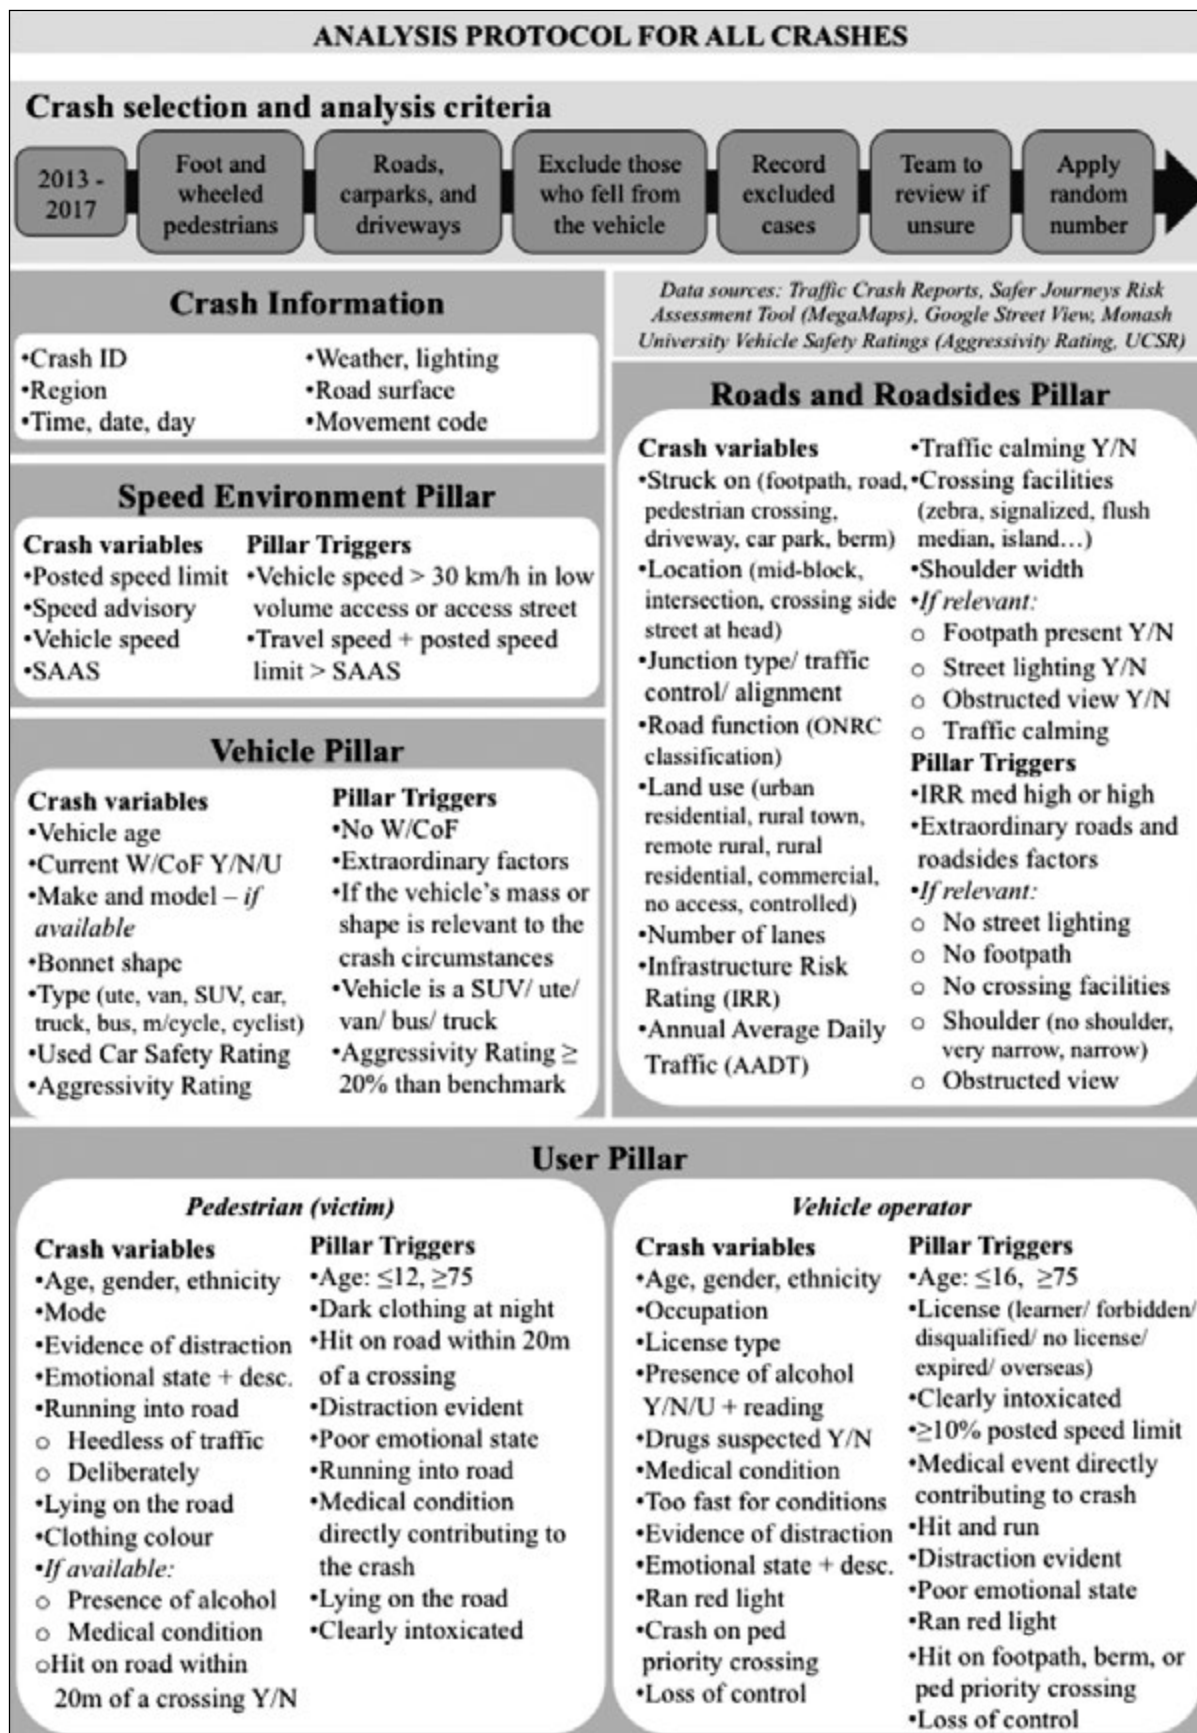 ANALYSIS PROTOCOL FOR ALL CRASHES
Crash selection and analysis criteria
2013 -
2017
Foot and
wheeled
pedestrians
Roads,
carparks, and
driveways
Exclude those
who fell from
the vehicle
Record
excluded
cases
Team to
review if
unsure
Apply
random
number
Crash Information
•Crash ID
•Region
•Time, date, day
•Weather, lighting
•Road surface
•Movement code
Data sources: Traffic Crash Reports, Safer Journeys Risk
Assessment Tool (MegaMaps), Google Street View, Monash
University Vehicle Safety Ratings (Aggressivity Rating, UCSR)
Speed Environment Pillar
Crash variables
•Posted speed limit
•Speed advisory
•Vehicle speed
•SAAS
Pillar Triggers
•Vehicle speed > 30 km/h in low
volume access or access street
•Travel speed + posted speed
limit > SAAS
Vehicle Pillar
Crash variables
•Vehicle age
•Current W/CoF Y/N/U
•Make and model – if
available
•Bonnet shape
•Type (ute, van, SUV, car,
truck, bus, m/cycle, cyclist)
•Used Car Safety Rating
•Aggressivity Rating
Pillar Triggers
•No W/CoF
•Extraordinary factors
•If the vehicle's mass or
shape is relevant to the
crash circumstances
•Vehicle is a SUV/ ute/
van/ bus/ truck
•Aggressivity Rating ≥
20% than benchmark
Roads and Roadsides Pillar
Crash variables
•Struck on (footpath, road,
pedestrian crossing,
driveway, car park, berm)
•Location (mid-block,
intersection, crossing side
street at head)
•Junction type/ traffic
control/ alignment
•Road function (ONRC
classification)
•Land use (urban
residential, rural town,
remote rural, rural
residential, commercial,
no access, controlled)
•Number of lanes
•Infrastructure Risk
Rating (IRR)
•Annual Average Daily
Traffic (AADT)
•Traffic calming Y/N
•Crossing facilities
(zebra, signalized, flush
median, island…)
•Shoulder width
•If relevant:
o Footpath present Y/N
o Street lighting Y/N
o Obstructed view Y/N
o Traffic calming
Pillar Triggers
•IRR med high or high
•Extraordinary roads and
roadsides factors
•If relevant:
o No street lighting
o No footpath
o No crossing facilities
o Shoulder (no shoulder,
very narrow, narrow)
o Obstructed view
User Pillar
Pedestrian (victim)
Crash variables
•Age, gender, ethnicity
•Mode
•Evidence of distraction
•Emotional state + desc.
•Running into road
o Heedless of traffic
o Deliberately
•Lying on the road
•Clothing colour
•If available:
o Presence of alcohol
o Medical condition
oHit on road within
20m of a crossing Y/N
Pillar Triggers
•Age: ≤12, ≥75
•Dark clothing at night
•Hit on road within 20m
of a crossing
•Distraction evident
•Poor emotional state
•Running into road
•Medical condition
directly contributing to
the crash
•Lying on the road
•Clearly intoxicated
Vehicle operator
Crash variables
•Age, gender, ethnicity
•Occupation
•License type
•Presence of alcohol
Y/N/U + reading
•Drugs suspected Y/N
•Medical condition
•Too fast for conditions
•Evidence of distraction
•Emotional state + desc.
•Ran red light
•Crash on ped
priority crossing
•Loss of control
Pillar Triggers
•Age: ≤16, ≥75
•License (learner/ forbidden/
disqualified/ no license/
expired/ overseas)
•Clearly intoxicated
•≥10% posted speed limit
•Medical event directly
contributing to crash
•Hit and run
•Distraction evident
•Poor emotional state
•Ran red light
•Hit on footpath, berm, or
ped priority crossing
•Loss of control